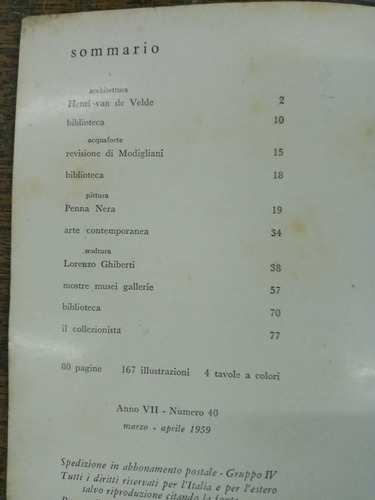 sommario
architettura
Henri van de Velde 2
biblioteca 10
acquaforte
revisione di Modigliani 15
biblioteca 18
pittura
Penna Nera 19
arte contemporanea 34
scultura
Lorenzo Ghiberti 38
mostre musei gallerie 57
biblioteca 70
il collezionista 77
80 pagine 167 illustrazioni 4 tavole a colori
Anno VII - Numero 40
marzo - aprile 1959
Spedizione in abbonamento postale - Gruppo IV
Tutti i diritti riservati per l'Italia e per l'estero
salvo riproduzione citando la fonte